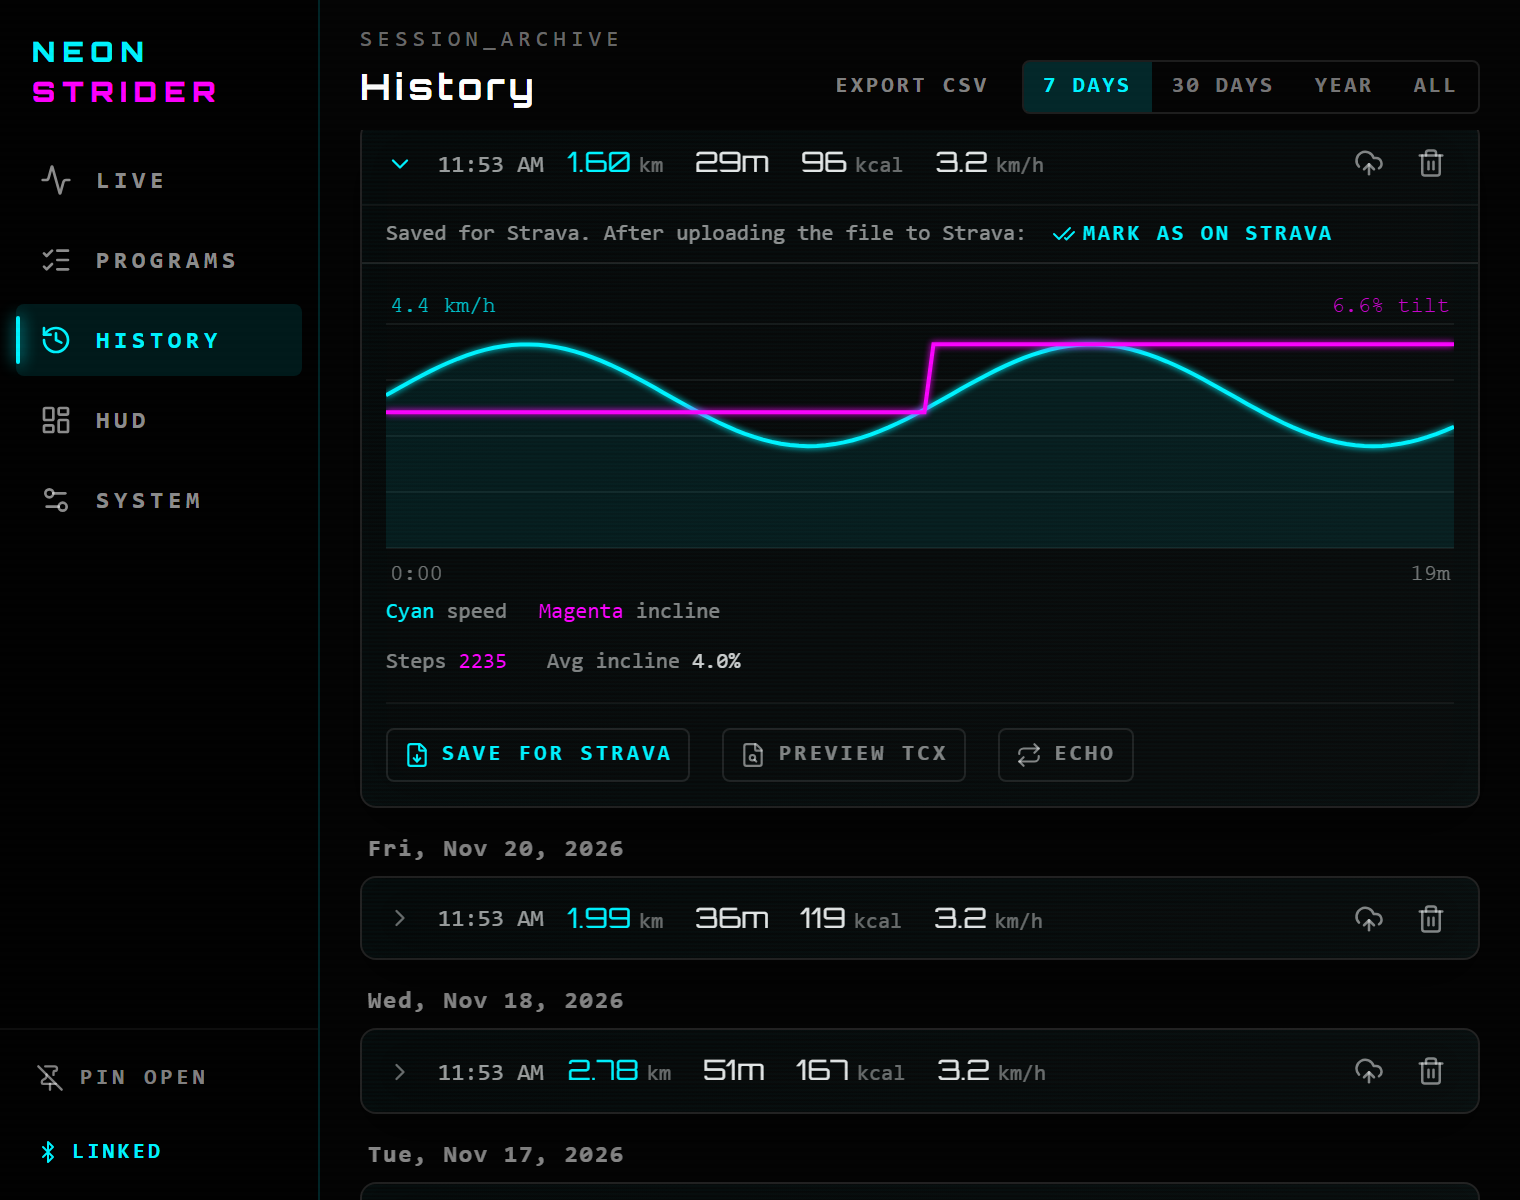 NEON
STRIDER
LIVE
PROGRAMS
HISTORY
HUD
SYSTEM
PIN OPEN
LINKED
SESSION_ARCHIVE
History
EXPORT CSV 7 DAYS 30 DAYS YEAR ALL
11:53 AM 1.60 km 29m 96 kcal 3.2 km/h
Saved for Strava. After uploading the file to Strava: MARK AS ON STRAVA
4.4 km/h 6.6% tilt
0:00 19m
Cyan speed Magenta incline
Steps 2235 Avg incline 4.0%
SAVE FOR STRAVA PREVIEW TCX ECHO
Fri, Nov 20, 2026
11:53 AM 1.99 km 36m 119 kcal 3.2 km/h
Wed, Nov 18, 2026
11:53 AM 2.78 km 51m 167 kcal 3.2 km/h
Tue, Nov 17, 2026